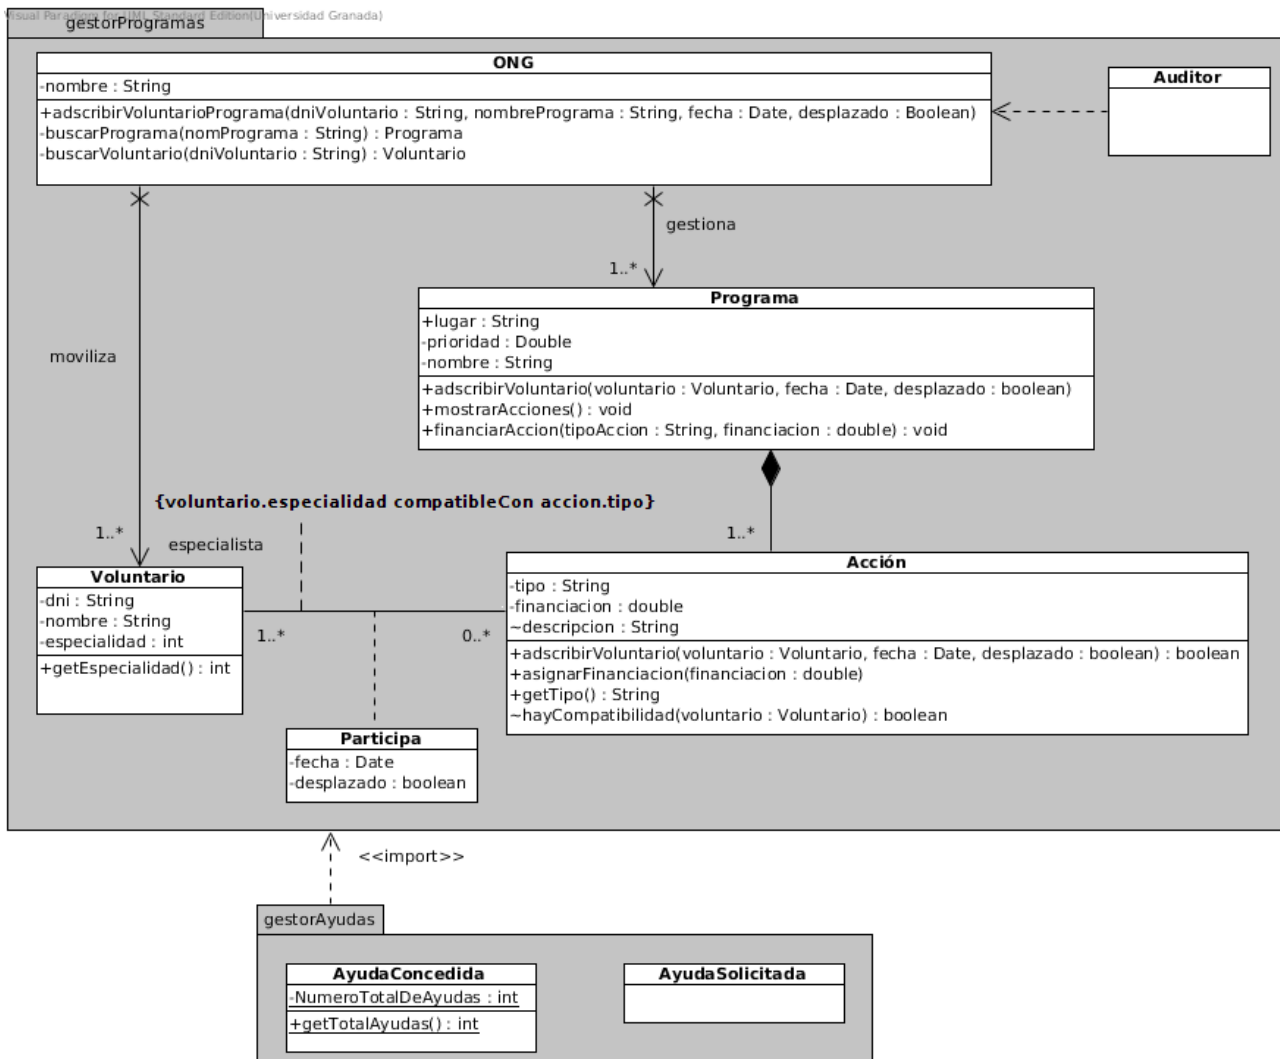 Visual Paradigm for UML Standard Edition(Universidad Granada)
gestorProgramas
ONG
-nombre : String
+adscribirVoluntarioPrograma(dniVoluntario : String, nombrePrograma : String, fecha : Date, desplazado : Boolean)
-buscarPrograma(nomPrograma : String) : Programa
-buscarVoluntario(dniVoluntario : String) : Voluntario
Auditor
gestiona
1..*
Programa
+lugar : String
-prioridad : Double
-nombre : String
+adscribirVoluntario(voluntario : Voluntario, fecha : Date, desplazado : boolean)
+mostrarAcciones() : void
+financiarAccion(tipoAccion : String, financiacion : double) : void
moviliza
{voluntario.especialidad compatibleCon accion.tipo}
1..*
especialista
1..*
Voluntario
-dni : String
-nombre : String
-especialidad : int
+getEspecialidad() : int
1..*
0..*
Acción
-tipo : String
-financiacion : double
~descripcion : String
+adscribirVoluntario(voluntario : Voluntario, fecha : Date, desplazado : boolean) : boolean
+asignarFinanciacion(financiacion : double)
+getTipo() : String
~hayCompatibilidad(voluntario : Voluntario) : boolean
Participa
-fecha : Date
-desplazado : boolean
<<import>>
gestorAyudas
AyudaConcedida
-NumeroTotalDeAyudas : int
+getTotalAyudas() : int
AyudaSolicitada